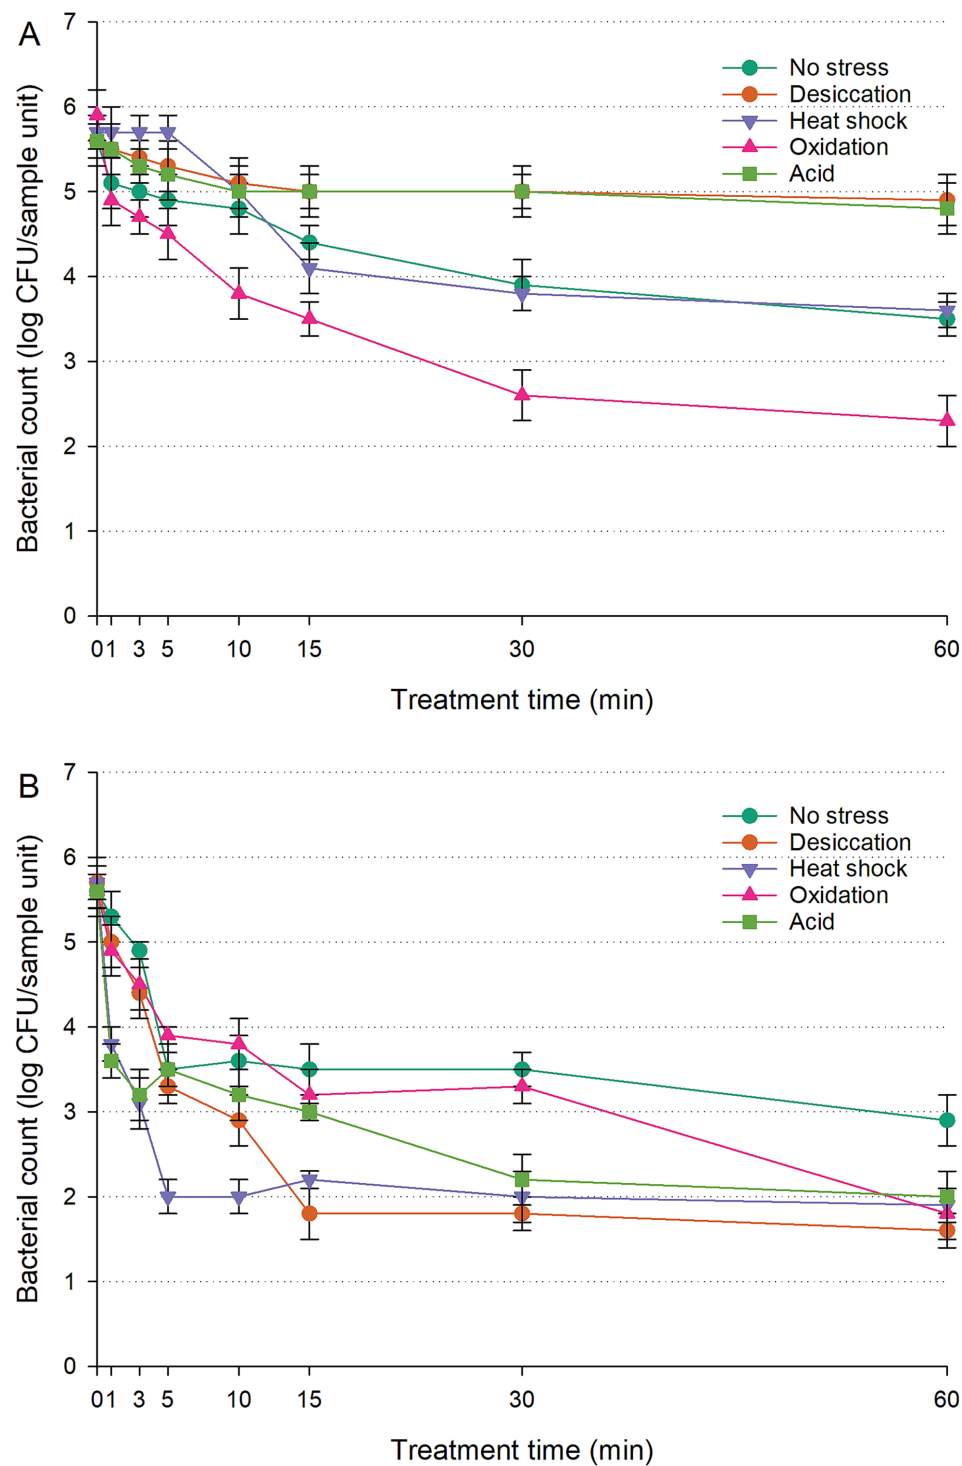 A
7
6
5
4
3
2
1
0
Bacterial count (log CFU/sample unit)
No stress
Desiccation
Heat shock
Oxidation
Acid
0 1 3 5 10 15 30 60
Treatment time (min)
B
7
6
5
4
3
2
1
0
Bacterial count (log CFU/sample unit)
No stress
Desiccation
Heat shock
Oxidation
Acid
0 1 3 5 10 15 30 60
Treatment time (min)